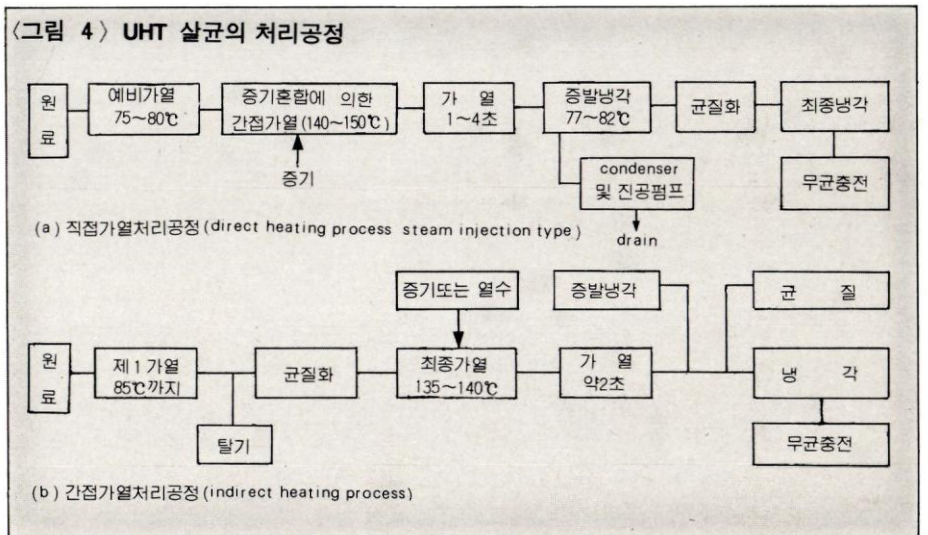 〈그림 4〉 UHT 살균의 처리공정
원료
예비가열
75~80℃
증기혼합에 의한
간접가열(140~150℃)
증기
가 열
1~4초
증발냉각
77~82℃
condenser
및 진공펌프
drain
균질화
최종냉각
무균충전
(a) 직접가열처리공정(direct heating process steam injection type)
원료
제1가열
85℃까지
탈기
균질화
증기또는 열수
최종가열
135~140℃
가 열
약2초
증발냉각
균 질
냉 각
무균충전
(b) 간접가열처리공정(indirect heating process)